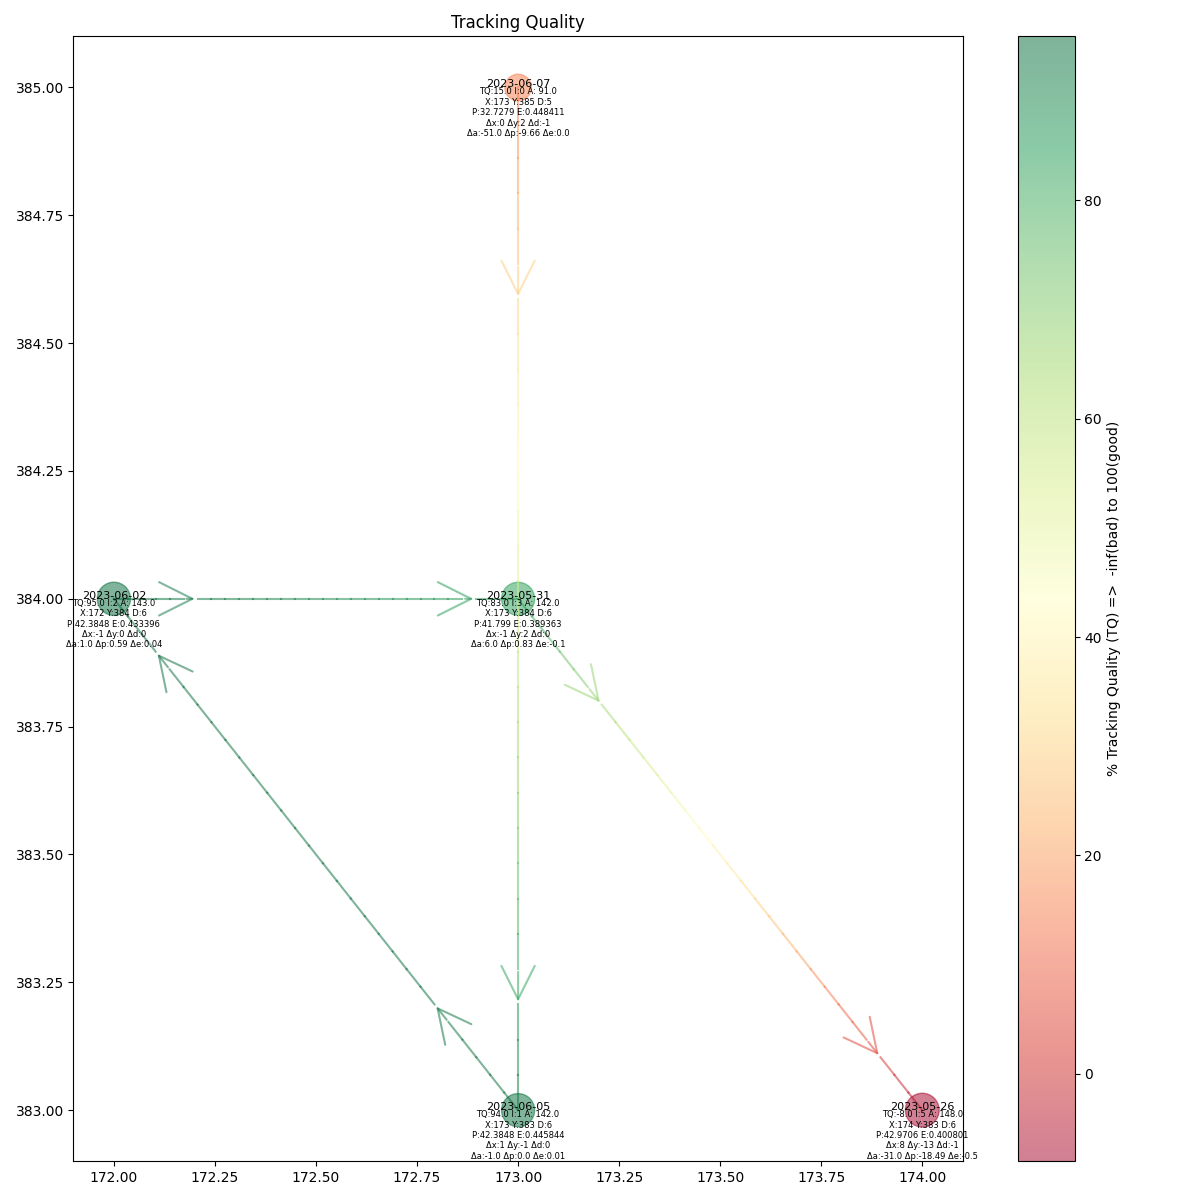 Tracking Quality
385.00
384.75
384.50
384.25
384.00
383.75
383.50
383.25
383.00
2023-06-07
TQ:15.0 I:0 A: 91.0
X:173 Y:385 D:5
P:32.7279 E:0.448411
Δx:0 Δy:2 Δd:-1
Δa:-51.0 Δp:-9.66 Δe:0.0
2023-06-02
TQ:95.0 I:2 A: 143.0
X:172 Y:384 D:6
P:42.3848 E:0.433396
Δx:-1 Δy:0 Δd:0
Δa:1.0 Δp:0.59 Δe:0.04
2023-05-31
TQ:83.0 I:3 A: 142.0
X:173 Y:384 D:6
P:41.799 E:0.389363
Δx:-1 Δy:2 Δd:0
Δa:6.0 Δp:0.83 Δe:-0.1
2023-06-05
TQ:94.0 I:1 A: 142.0
X:173 Y:383 D:6
P:42.3848 E:0.445844
Δx:1 Δy:-1 Δd:0
Δa:-1.0 Δp:0.0 Δe:0.01
2023-05-26
TQ:-8.0 I:5 A: 148.0
X:174 Y:383 D:6
P:42.9706 E:0.400801
Δx:8 Δy:-13 Δd:-1
Δa:-31.0 Δp:-18.49 Δe:-0.5
172.00
172.25
172.50
172.75
173.00
173.25
173.50
173.75
174.00
80
60
40
20
0
% Tracking Quality (TQ) => -inf(bad) to 100(good)